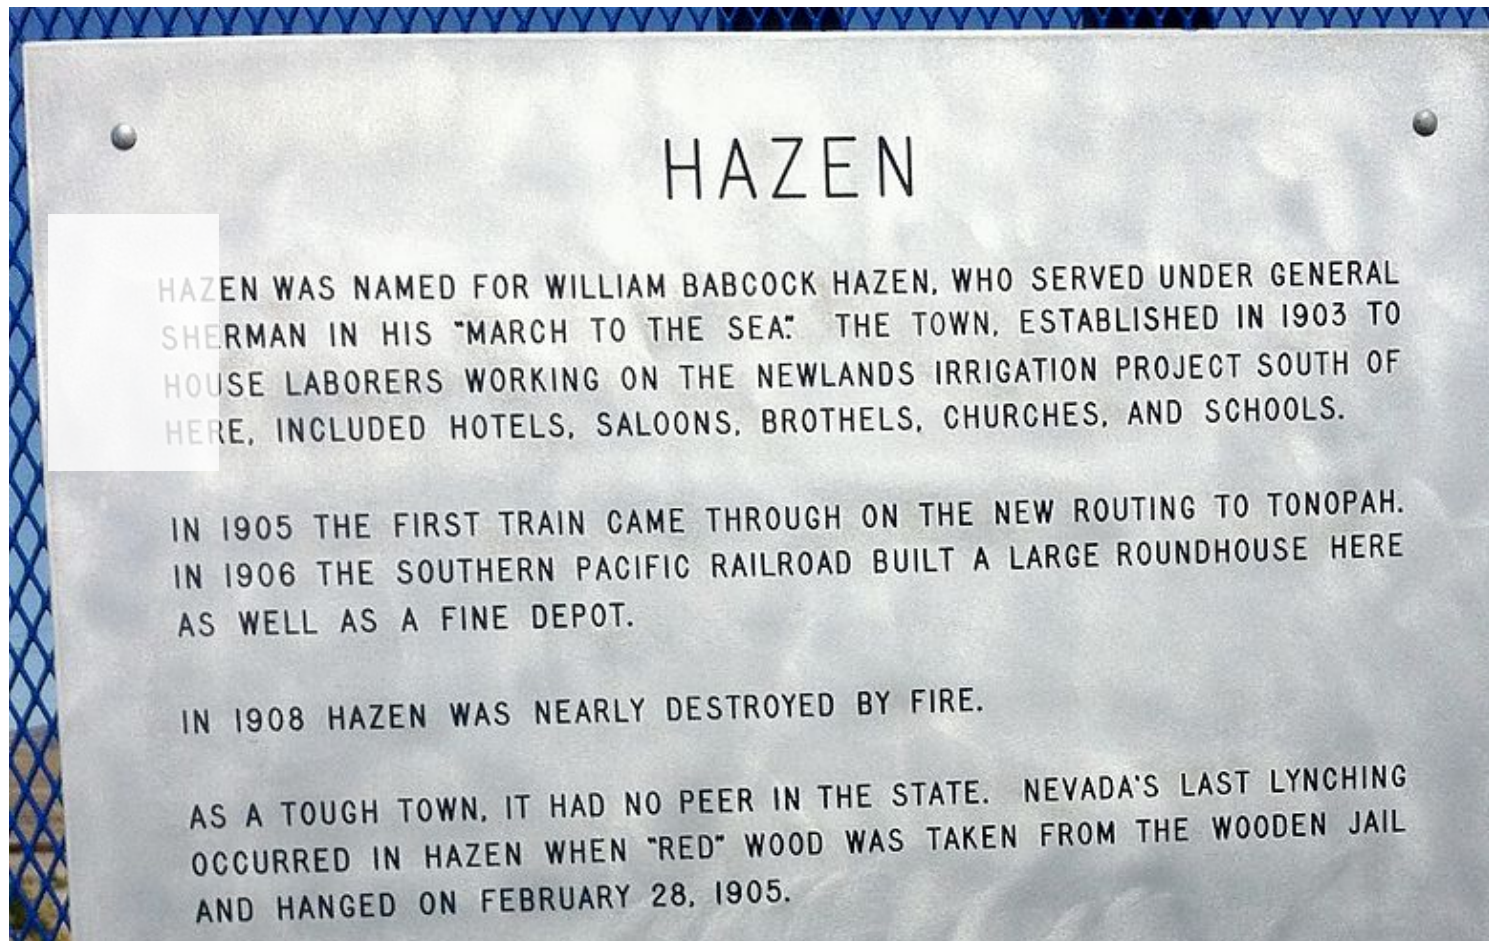 HAZEN
HAZEN WAS NAMED FOR WILLIAM BABCOCK HAZEN, WHO SERVED UNDER GENERAL
SHERMAN IN HIS "MARCH TO THE SEA". THE TOWN, ESTABLISHED IN 1903 TO
HOUSE LABORERS WORKING ON THE NEWLANDS IRRIGATION PROJECT SOUTH OF
HERE, INCLUDED HOTELS, SALOONS, BROTHELS, CHURCHES, AND SCHOOLS.
IN 1905 THE FIRST TRAIN CAME THROUGH ON THE NEW ROUTING TO TONOPAH.
IN 1906 THE SOUTHERN PACIFIC RAILROAD BUILT A LARGE ROUNDHOUSE HERE
AS WELL AS A FINE DEPOT.
IN 1908 HAZEN WAS NEARLY DESTROYED BY FIRE.
AS A TOUGH TOWN, IT HAD NO PEER IN THE STATE. NEVADA'S LAST LYNCHING
OCCURRED IN HAZEN WHEN "RED" WOOD WAS TAKEN FROM THE WOODEN JAIL
AND HANGED ON FEBRUARY 28, 1905.